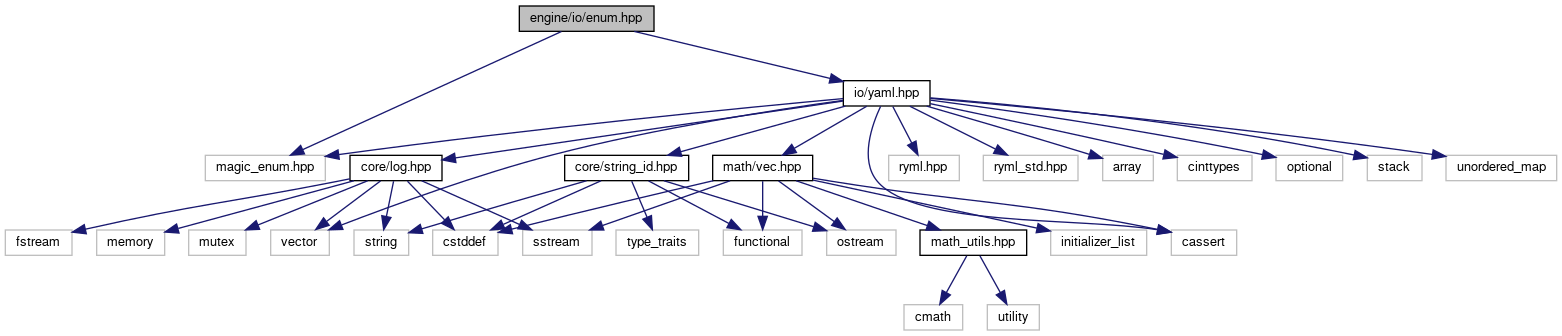 engine/io/enum.hpp
io/yaml.hpp
magic_enum.hpp
core/log.hpp
core/string_id.hpp
math/vec.hpp
ryml.hpp
ryml_std.hpp
array
cinttypes
optional
stack
unordered_map
fstream
memory
mutex
vector
string
cstddef
sstream
type_traits
functional
ostream
math_utils.hpp
initializer_list
cassert
cmath
utility